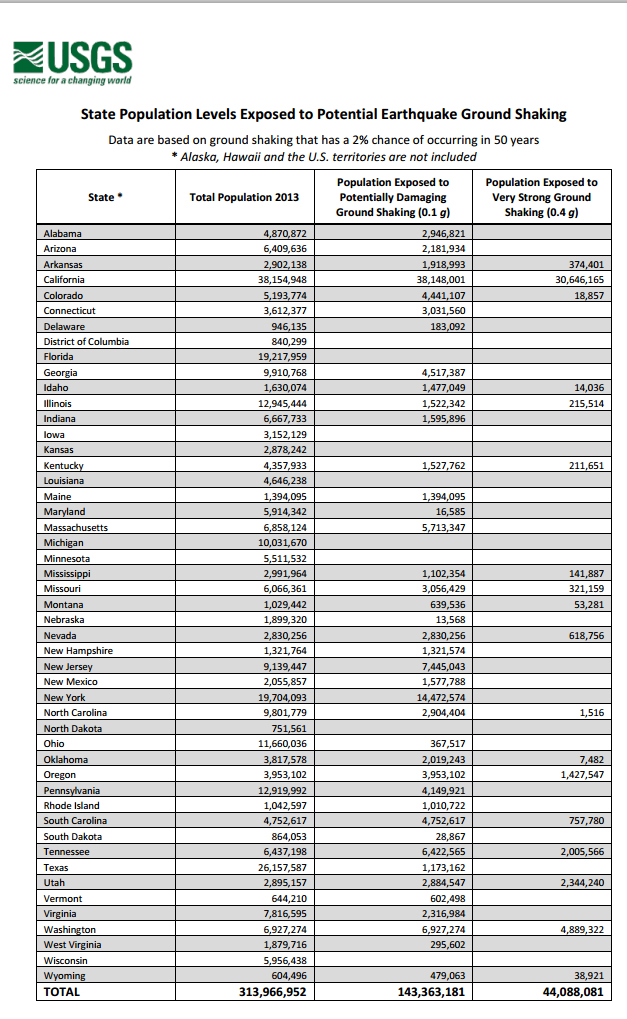 USGS
science for a changing world
State Population Levels Exposed to Potential Earthquake Ground Shaking
Data are based on ground shaking that has a 2% chance of occurring in 50 years
* Alaska, Hawaii and the U.S. territories are not included
State * Total Population 2013 Population Exposed to Potentially Damaging Ground Shaking (0.1 g) Population Exposed to Very Strong Ground Shaking (0.4 g)
Alabama 4,870,872 2,946,821
Arizona 6,409,636 2,181,934
Arkansas 2,902,138 1,918,993 374,401
California 38,154,948 38,148,001 30,646,165
Colorado 5,193,774 4,441,107 18,857
Connecticut 3,612,377 3,031,560
Delaware 946,135 183,092
District of Columbia 840,299
Florida 19,217,959
Georgia 9,910,768 4,517,387
Idaho 1,630,074 1,477,049 14,036
Illinois 12,945,444 1,522,342 215,514
Indiana 6,667,733 1,595,896
Iowa 3,152,129
Kansas 2,878,242
Kentucky 4,357,933 1,527,762 211,651
Louisiana 4,646,238
Maine 1,394,095 1,394,095
Maryland 5,914,342 16,585
Massachusetts 6,858,124 5,713,347
Michigan 10,031,670
Minnesota 5,511,532
Mississippi 2,991,964 1,102,354 141,887
Missouri 6,066,361 3,056,429 321,159
Montana 1,029,442 639,536 53,281
Nebraska 1,899,320 13,568
Nevada 2,830,256 2,830,256 618,756
New Hampshire 1,321,764 1,321,574
New Jersey 9,139,447 7,445,043
New Mexico 2,055,857 1,577,788
New York 19,704,093 14,472,574
North Carolina 9,801,779 2,904,404 1,516
North Dakota 751,561
Ohio 11,660,036 367,517
Oklahoma 3,817,578 2,019,243 7,482
Oregon 3,953,102 3,953,102 1,427,547
Pennsylvania 12,919,992 4,149,921
Rhode Island 1,042,597 1,010,722
South Carolina 4,752,617 4,752,617 757,780
South Dakota 864,053 28,867
Tennessee 6,437,198 6,422,565 2,005,566
Texas 26,157,587 1,173,162
Utah 2,895,157 2,884,547 2,344,240
Vermont 644,210 602,498
Virginia 7,816,595 2,316,984
Washington 6,927,274 6,927,274 4,889,322
West Virginia 1,879,716 295,602
Wisconsin 5,956,438
Wyoming 604,496 479,063 38,921
TOTAL 313,966,952 143,363,181 44,088,081